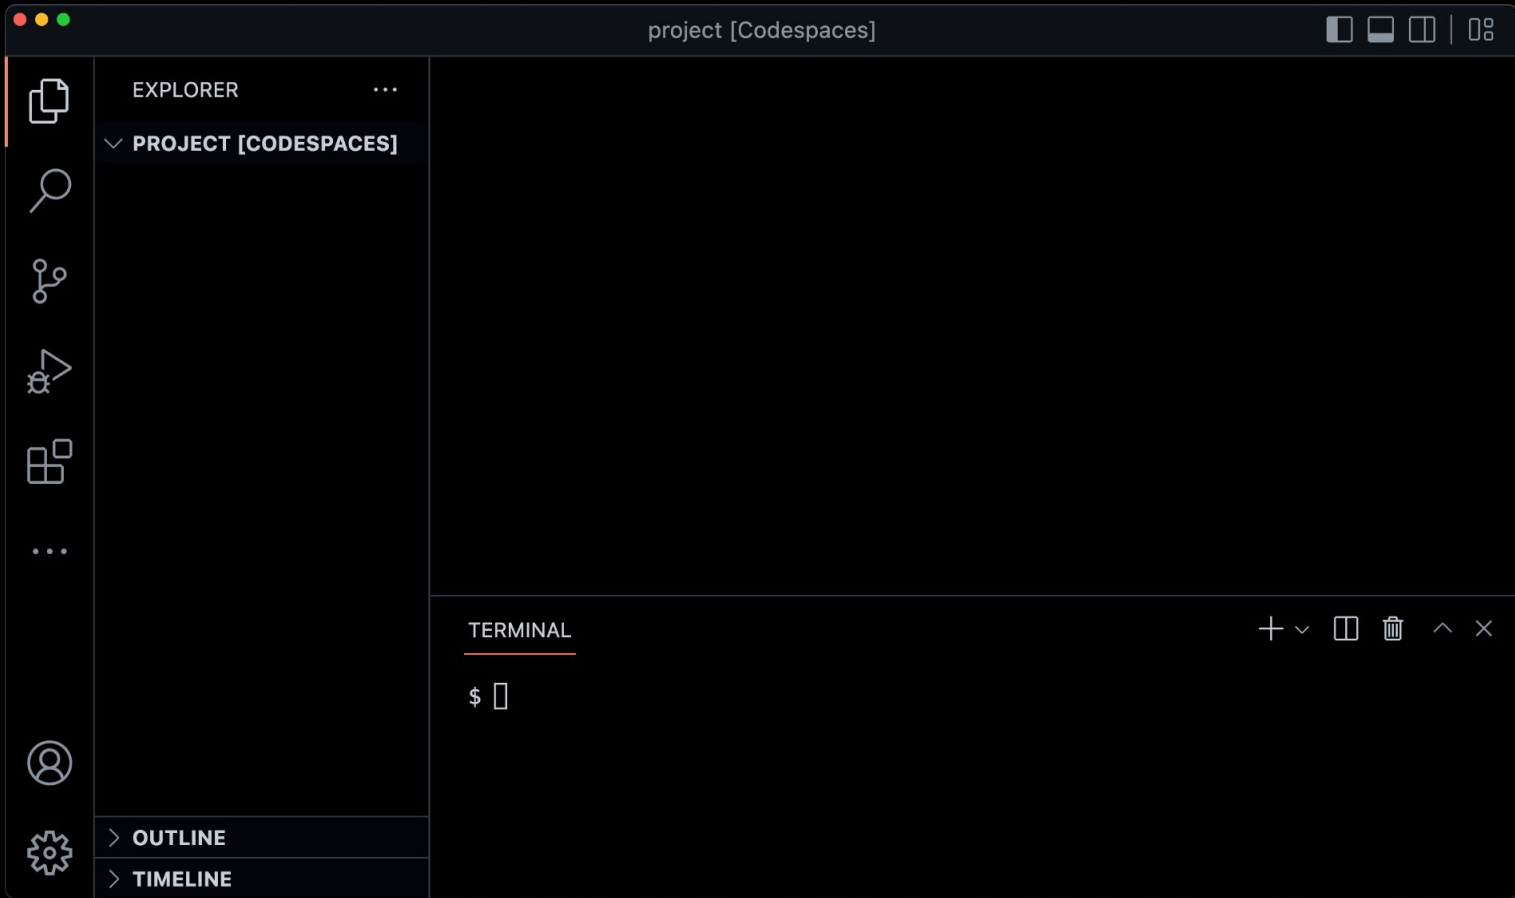 project [Codespaces]
EXPLORER
PROJECT [CODESPACES]
TERMINAL
$
OUTLINE
TIMELINE